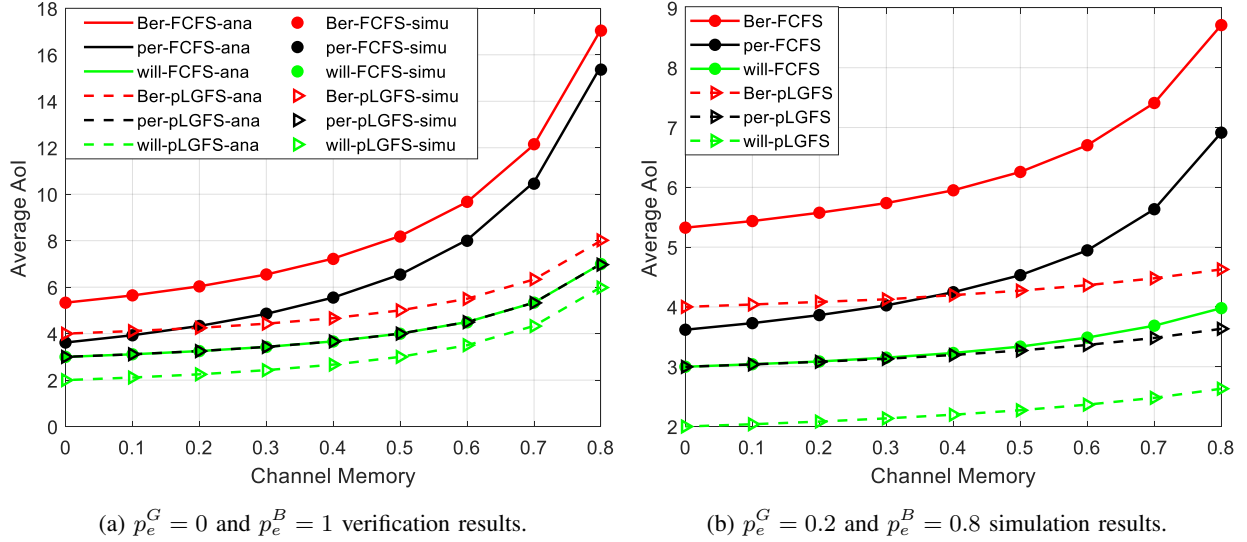 18
16
14
12
10
8
6
4
2
0
Average AoI
Ber-FCFS-ana
per-FCFS-ana
will-FCFS-ana
Ber-pLGFS-ana
per-pLGFS-ana
will-pLGFS-ana
Ber-FCFS-simu
per-FCFS-simu
will-FCFS-simu
Ber-pLGFS-simu
per-pLGFS-simu
will-pLGFS-simu
0 0.1 0.2 0.3 0.4 0.5 0.6 0.7 0.8
Channel Memory
(a) $p_e^G = 0$ and $p_e^B = 1$ verification results.
9
8
7
6
5
4
3
2
Average AoI
Ber-FCFS
per-FCFS
will-FCFS
Ber-pLGFS
per-pLGFS
will-pLGFS
0 0.1 0.2 0.3 0.4 0.5 0.6 0.7 0.8
Channel Memory
(b) $p_e^G = 0.2$ and $p_e^B = 0.8$ simulation results.